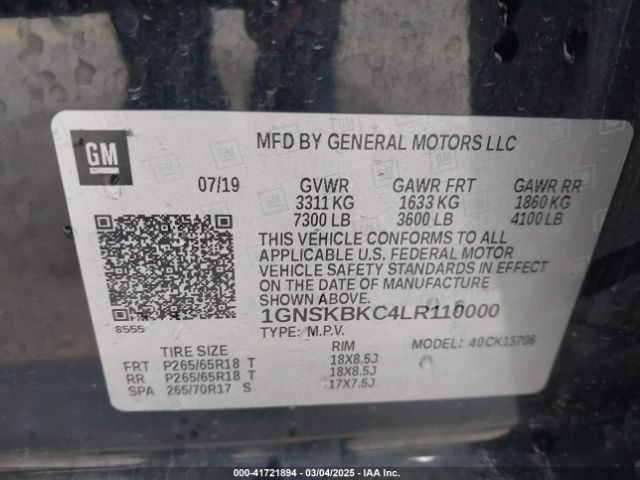 GM
MFD BY GENERAL MOTORS LLC
07/19 GVWR GAWR FRT GAWR RR
3311 KG 1633 KG 1860 KG
7300 LB 3600 LB 4100 LB
THIS VEHICLE CONFORMS TO ALL
APPLICABLE U.S. FEDERAL MOTOR
VEHICLE SAFETY STANDARDS IN EFFECT
ON THE DATE OF MANUFACTURE
SHOWN ABOVE.
8555
1GNSKBKC4LR110000
TYPE: M.P.V. MODEL: 40CK15706
TIRE SIZE RIM
FRT P265/65R18 T 18X8.5J
RR P265/65R18 T 18X8.5J
SPA 265/70R17 S 17X7.5J
000-41721894 - 03/04/2025 - IAA Inc.